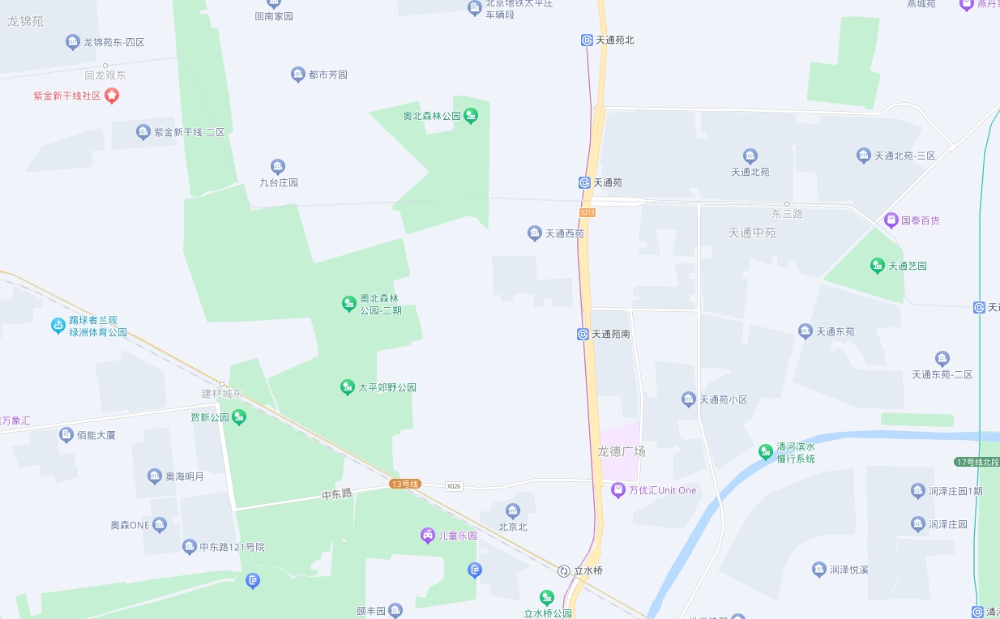 北京地铁太平庄
车辆段
燕城苑
回南家园
龙锦苑
天通苑北
龙锦苑东-四区
回龙观东
都市芳园
紫金新干线社区
奥北森林公园
紫金新干线-二区
天通北苑
天通北苑-三区
九台庄园
天通苑
S213
东三路
国泰百货
天通西苑
天通中苑
天通艺园
奥北森林
公园-二期
踢球者兰观
绿洲体育公园
天通苑南
天通东苑
天通东苑-二区
太平郊野公园
建材城东
天通苑小区
贺新公园
万象汇
佰能大厦
龙德广场
清河滨水
慢行系统
17号线北段
奥海明月
13号线
X026
中东路
万优汇Unit One
润泽庄园1期
奥森ONE
北京北
润泽庄园
儿童乐园
中东路121号院
立水桥
润泽悦溪
颐丰园
立水桥公园